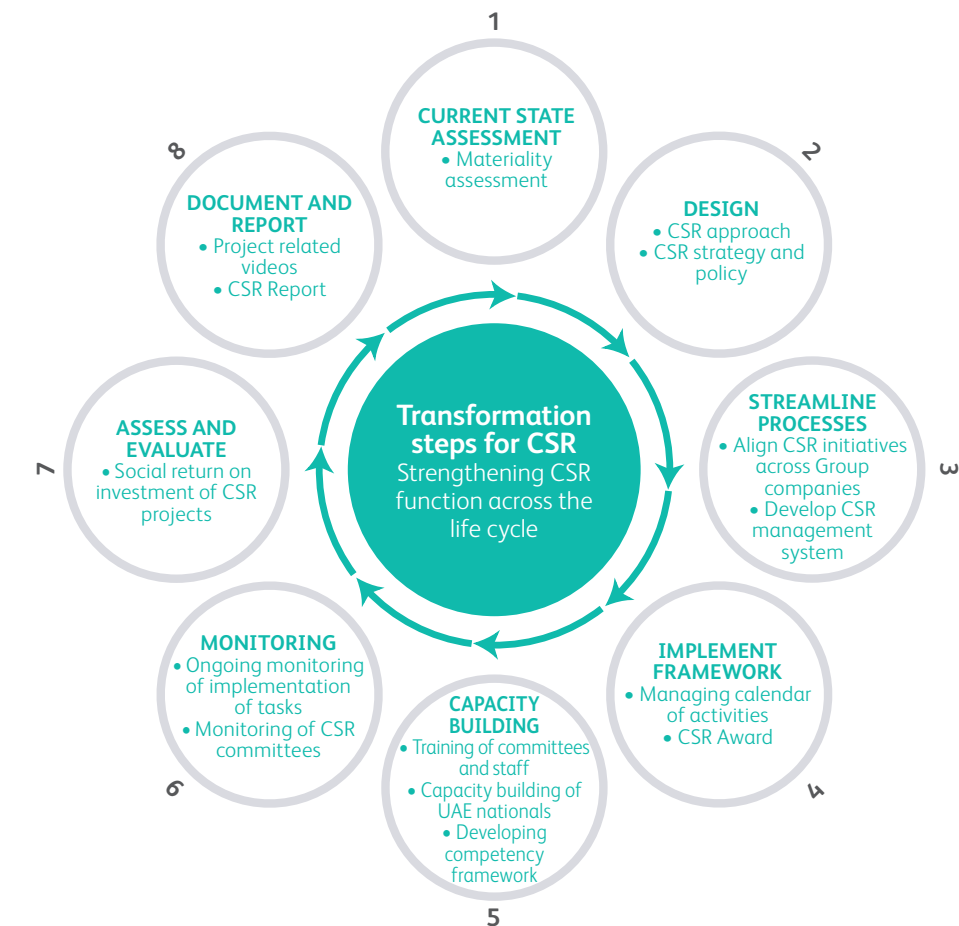 1
CURRENT STATE
ASSESSMENT
• Materiality
assessment
2
DESIGN
• CSR approach
• CSR strategy and
policy
3
STREAMLINE
PROCESSES
• Align CSR initiatives
across Group
companies
• Develop CSR
management
system
4
IMPLEMENT
FRAMEWORK
• Managing calendar
of activities
• CSR Award
5
CAPACITY
BUILDING
• Training of committees
and staff
• Capacity building of
UAE nationals
• Developing
competency
framework
6
MONITORING
• Ongoing monitoring
of implementation
of tasks
• Monitoring of CSR
committees
7
ASSESS AND
EVALUATE
• Social return on
investment of CSR
projects
8
DOCUMENT AND
REPORT
• Project related
videos
• CSR Report
Transformation
steps for CSR
Strengthening CSR
function across the
life cycle